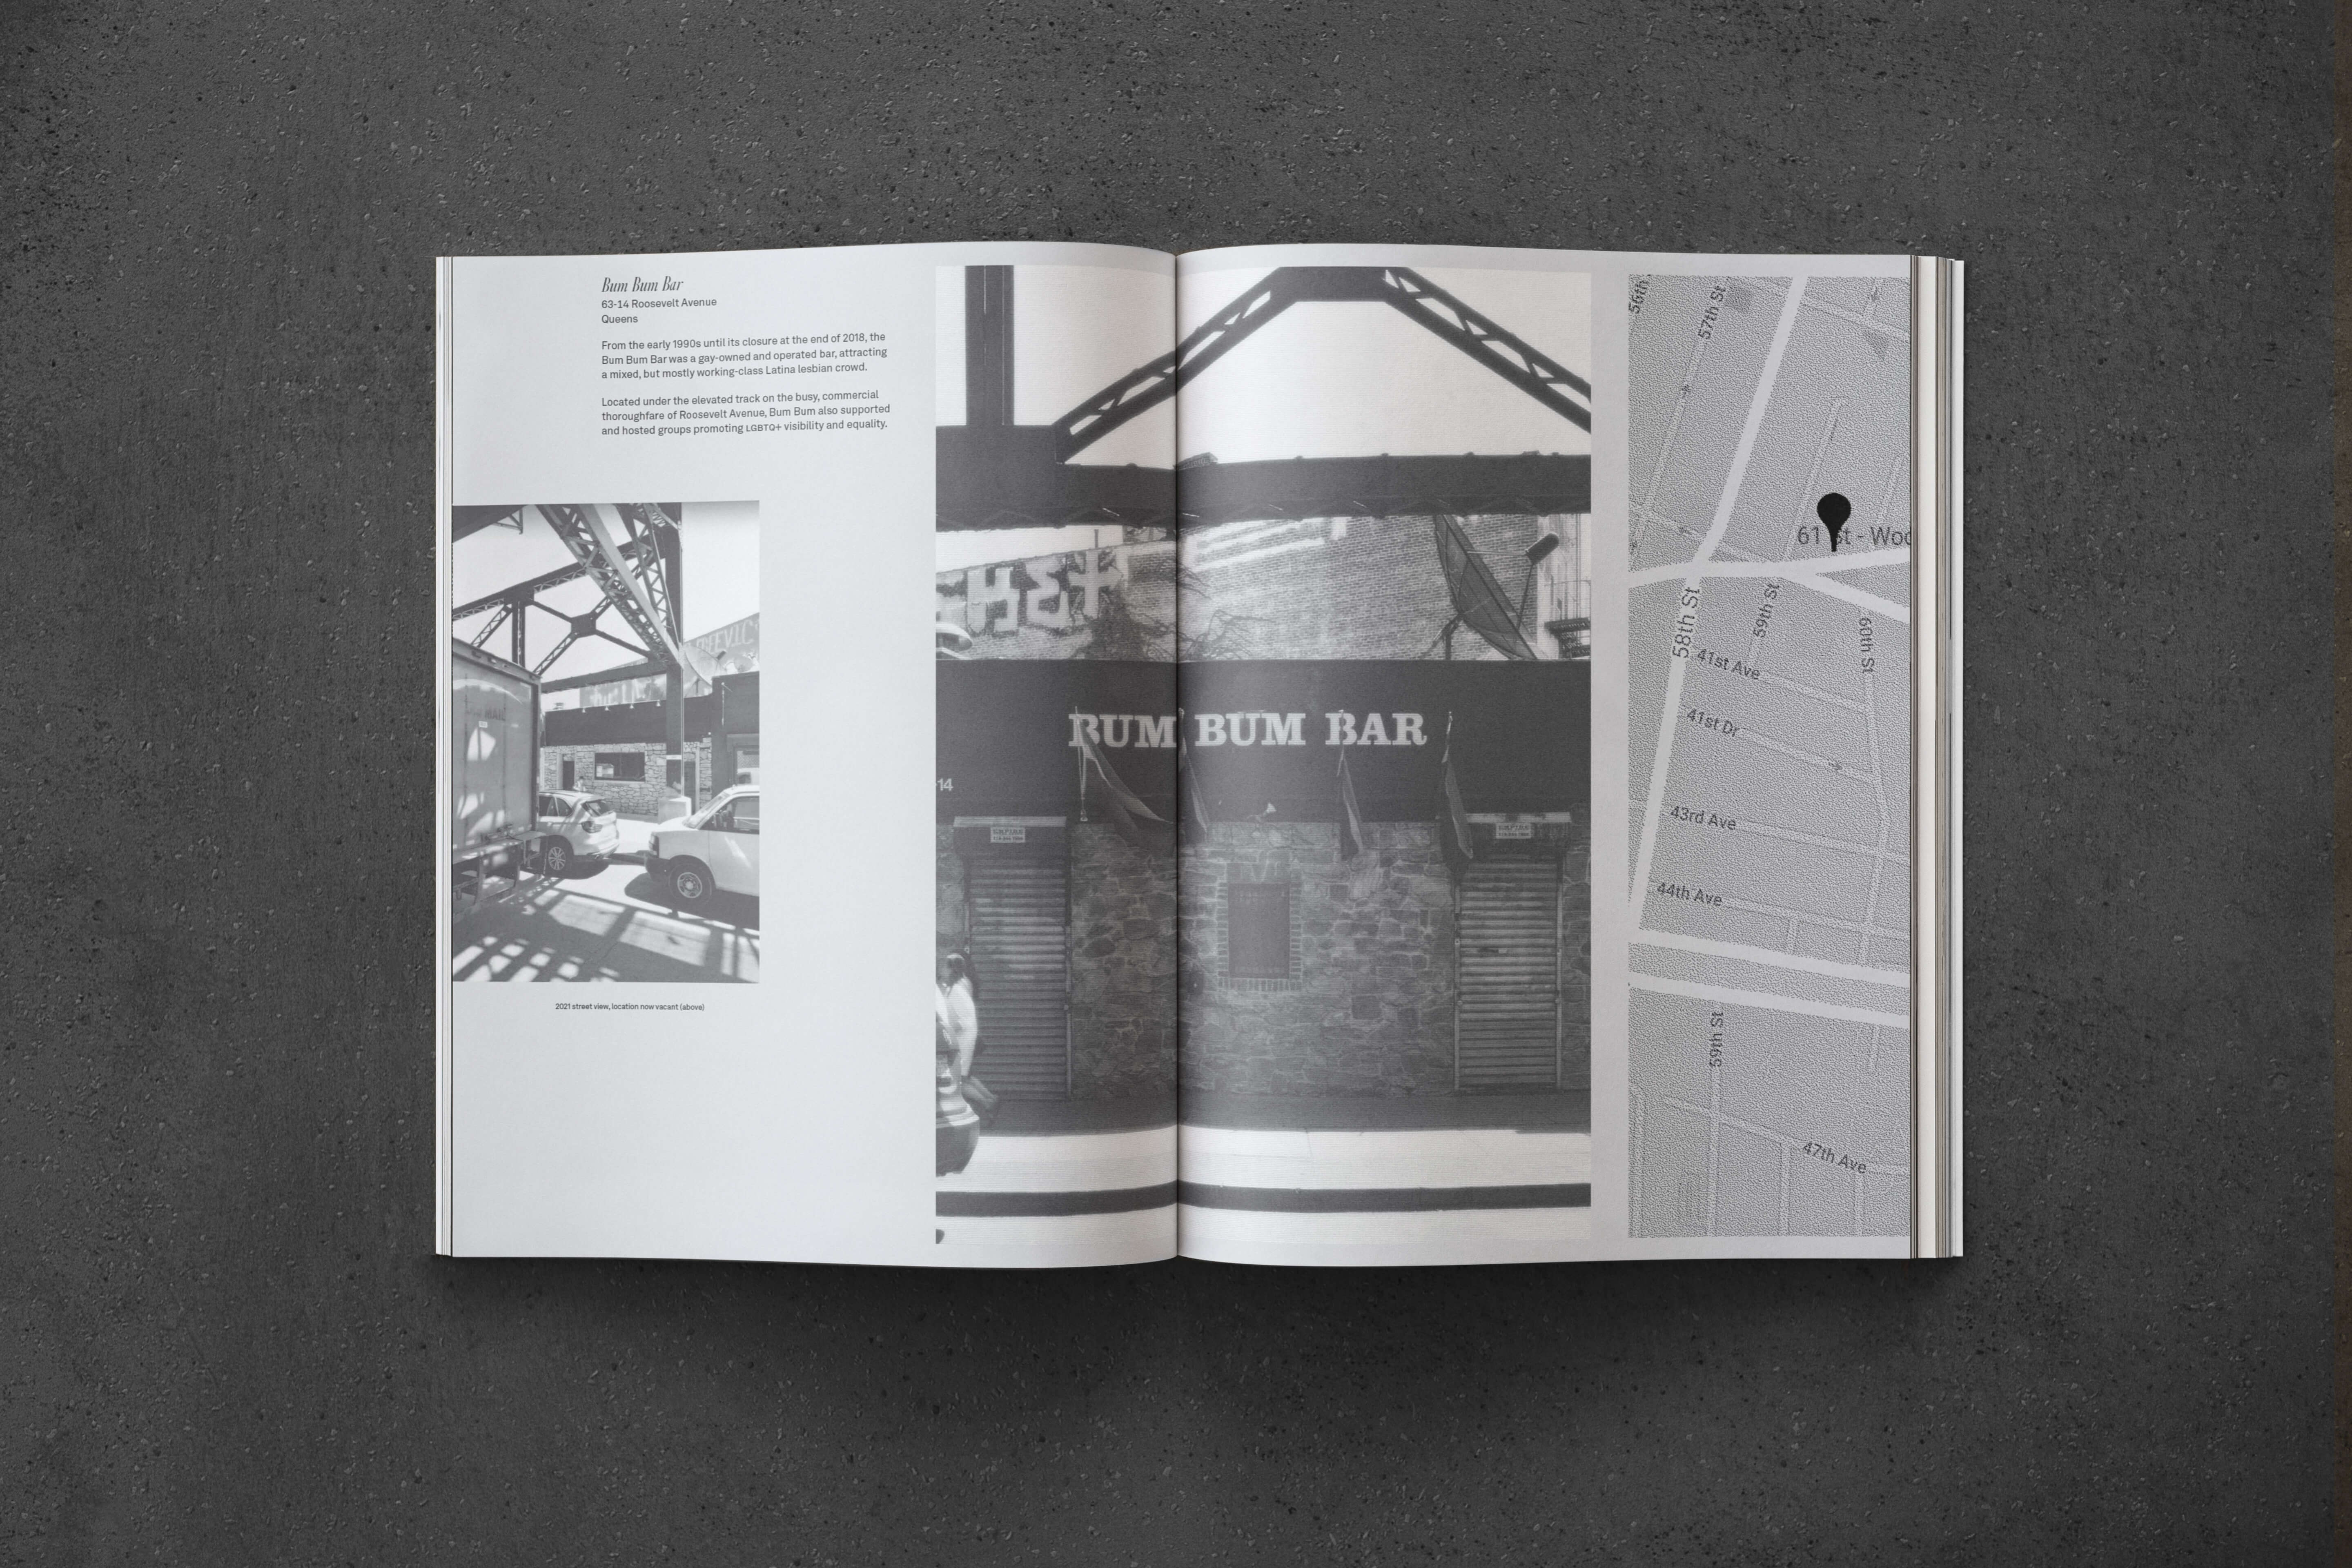 Bum Bum Bar
63-14 Roosevelt Avenue
Queens
From the early 1990s until its closure at the end of 2018, the
Bum Bum Bar was a gay-owned and operated bar, attracting
a mixed, but mostly working-class Latina lesbian crowd.
Located under the elevated track on the busy, commercial
thoroughfare of Roosevelt Avenue, Bum Bum also supported
and hosted groups promoting LGBTQ+ visibility and equality.
2021 street view, location now vacant (above)
BUM BUM BAR
14
56th
57th St
61 St - Woo
58th St
59th St
60th St
41st Ave
41st Dr
43rd Ave
44th Ave
59th St
47th Ave